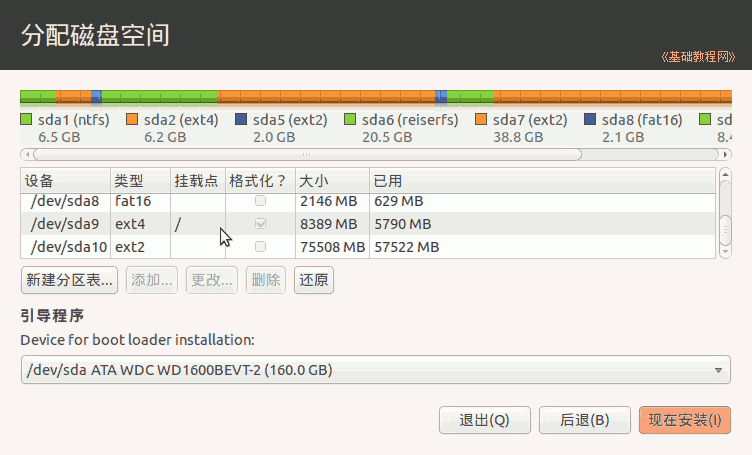 分配磁盘空间
《基础教程网》
sda1 (ntfs) sda2 (ext4) sda5 (ext2) sda6 (reiserfs) sda7 (ext2) sda8 (fat16) sd
6.5 GB 6.2 GB 2.0 GB 20.5 GB 38.8 GB 2.1 GB 8.4
设备 类型 挂载点 格式化？ 大小 已用
/dev/sda8 fat16 2146 MB 629 MB
/dev/sda9 ext4 / 8389 MB 5790 MB
/dev/sda10 ext2 75508 MB 57522 MB
新建分区表... 添加... 更改... 删除 还原
引导程序
Device for boot loader installation:
/dev/sda ATA WDC WD1600BEVT-2 (160.0 GB)
退出(Q) 后退(B) 现在安装(I)